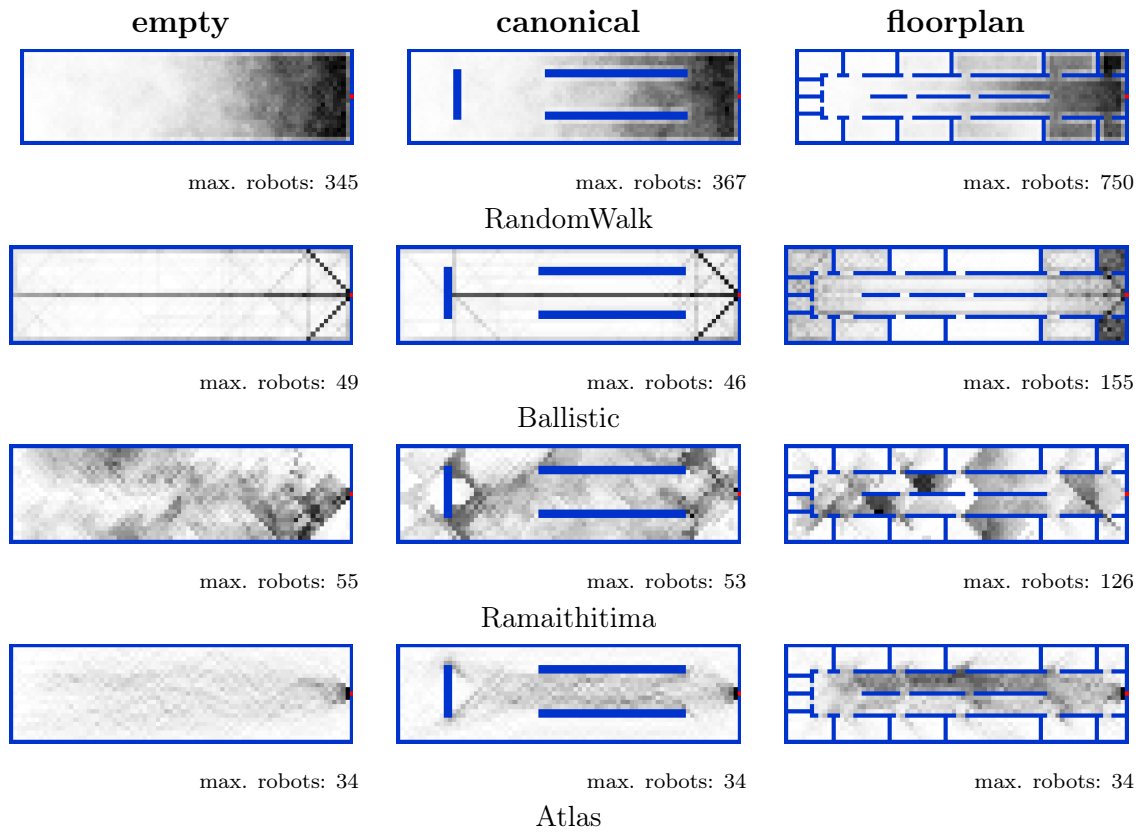 empty canonical floorplan
max. robots: 345 max. robots: 367 max. robots: 750
RandomWalk
max. robots: 49 max. robots: 46 max. robots: 155
Ballistic
max. robots: 55 max. robots: 53 max. robots: 126
Ramaithitima
max. robots: 34 max. robots: 34 max. robots: 34
Atlas